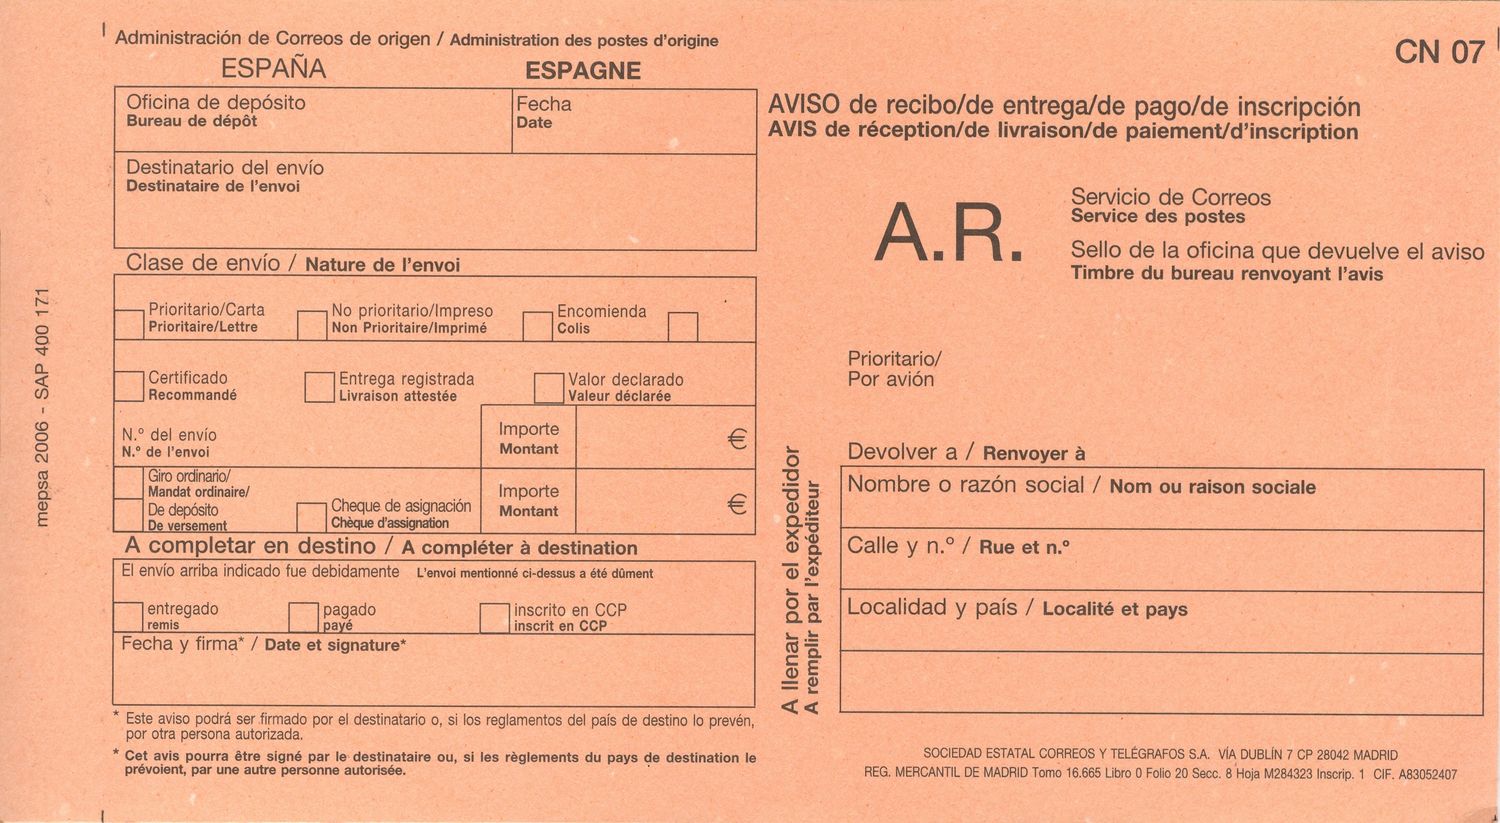 Administración de Correos de origen / Administration des postes d'origine
ESPAÑA ESPAGNE
Oficina de depósito
Bureau de dépôt
Fecha
Date
Destinatario del envío
Destinataire de l'envoi
Clase de envío / Nature de l'envoi
Prioritario/Carta
Prioritaire/Lettre
No prioritario/Impreso
Non Prioritaire/Imprimé
Encomienda
Colis
Certificado
Recommandé
Entrega registrada
Livraison attestée
Valor declarado
Valeur déclarée
N.º del envío
N.º de l'envoi
Importe
Montant
€
Giro ordinario/
Mandat ordinaire/
De depósito
De versement
Cheque de asignación
Chèque d'assignation
Importe
Montant
€
A completar en destino / A compléter à destination
El envío arriba indicado fue debidamente L'envoi mentionné ci-dessus a été dûment
entregado
remis
pagado
payé
inscrito en CCP
inscrit en CCP
Fecha y firma* / Date et signature*
* Este aviso podrá ser firmado por el destinatario o, si los reglamentos del país de destino lo prevén,
por otra persona autorizada.
* Cet avis pourra être signé par le destinataire ou, si les règlements du pays de destination le
prévoient, par une autre personne autorisée.
mepsa 2006 - SAP 400 171
CN 07
AVISO de recibo/de entrega/de pago/de inscripción
AVIS de réception/de livraison/de paiement/d'inscription
A.R.
Servicio de Correos
Service des postes
Sello de la oficina que devuelve el aviso
Timbre du bureau renvoyant l'avis
Prioritario/
Por avión
A llenar por el expedidor
A remplir par l'expéditeur
Devolver a / Renvoyer à
Nombre o razón social / Nom ou raison sociale
Calle y n.º / Rue et n.º
Localidad y país / Localité et pays
SOCIEDAD ESTATAL CORREOS Y TELÉGRAFOS S.A. VÍA DUBLÍN 7 CP 28042 MADRID
REG. MERCANTIL DE MADRID Tomo 16.665 Libro 0 Folio 20 Secc. 8 Hoja M284323 Inscrip. 1 CIF. A83052407